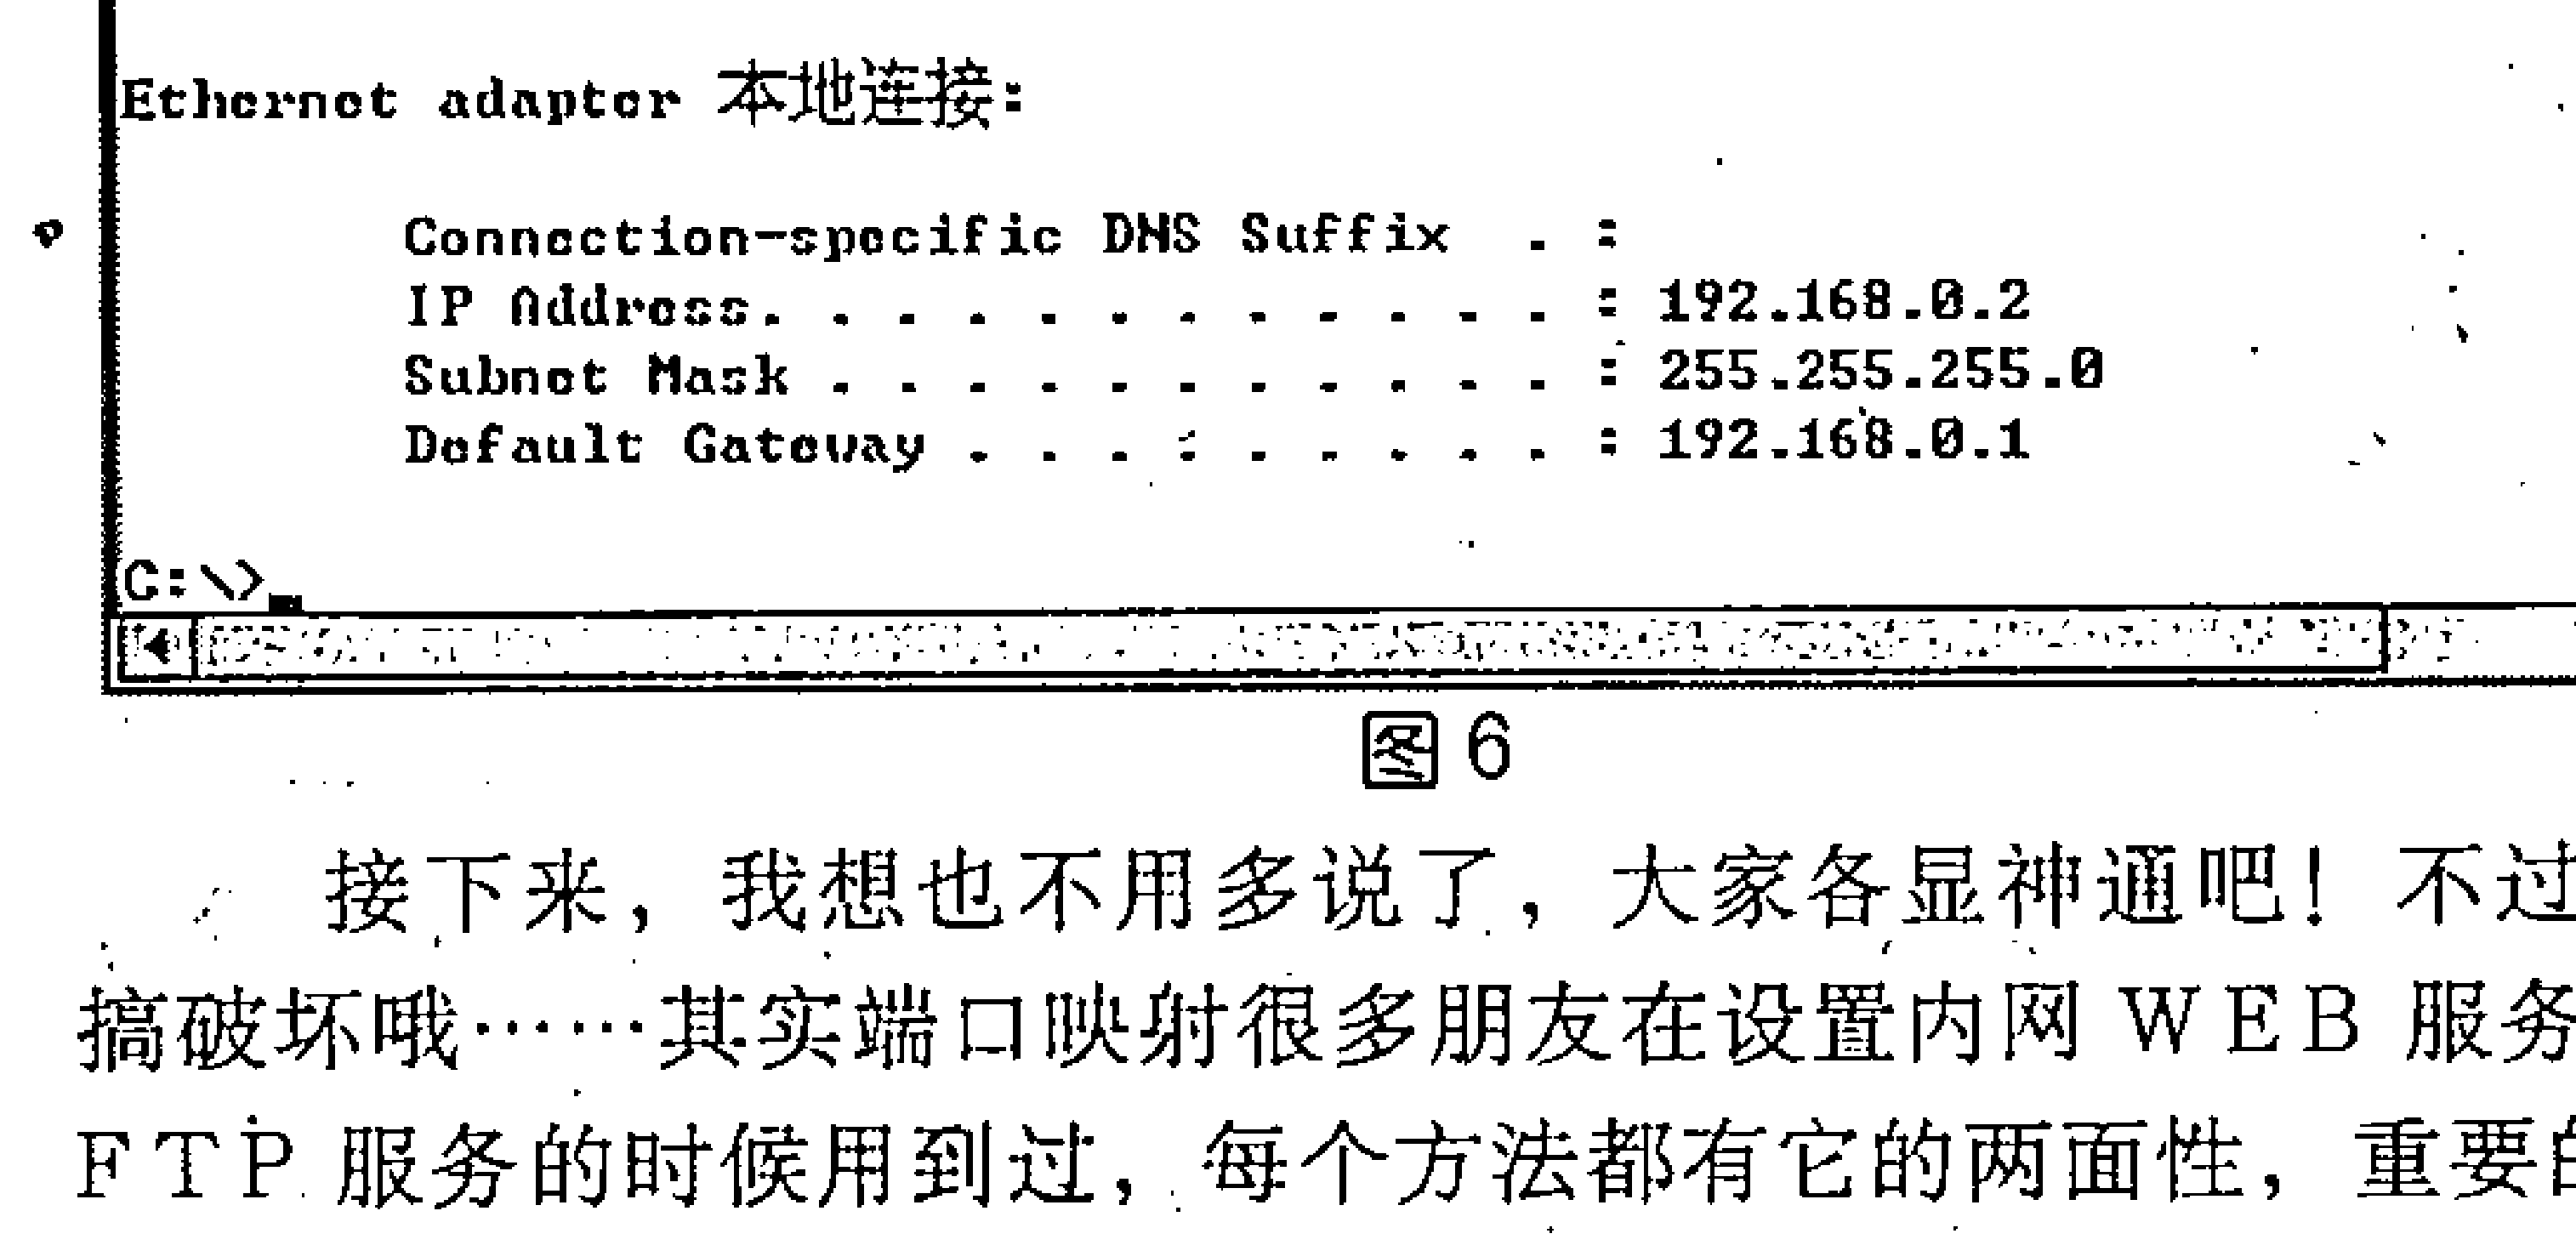 Ethernet adapter 本地连接:
Connection-specific DNS Suffix . :
IP Address. . . . . . . . . . . . : 192.168.0.2
Subnet Mask . . . . . . . . . . . : 255.255.255.0
Default Gateway . . . . . . . . . : 192.168.0.1
C:\>
图 6
接下来，我想也不用多说了，大家各显神通吧！不过
搞破坏哦……其实端口映射很多朋友在设置内网 WEB 服务
FTP 服务的时候用到过，每个方法都有它的两面性，重要的